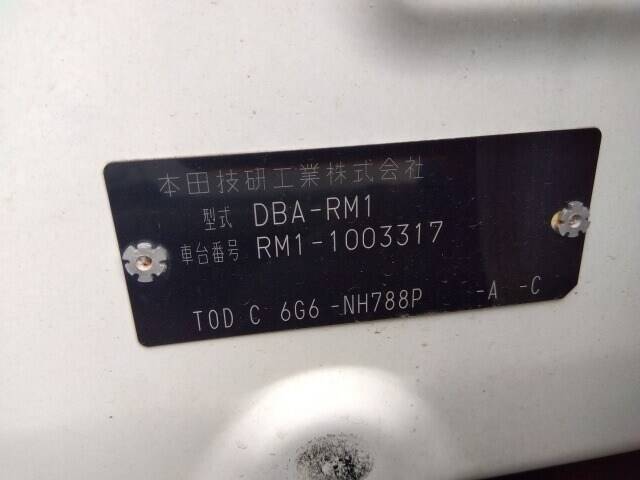 本田技研工業株式会社
型式 DBA-RM1
車台番号 RM1-1003317
TOD C 6G6 -NH788P -A -C